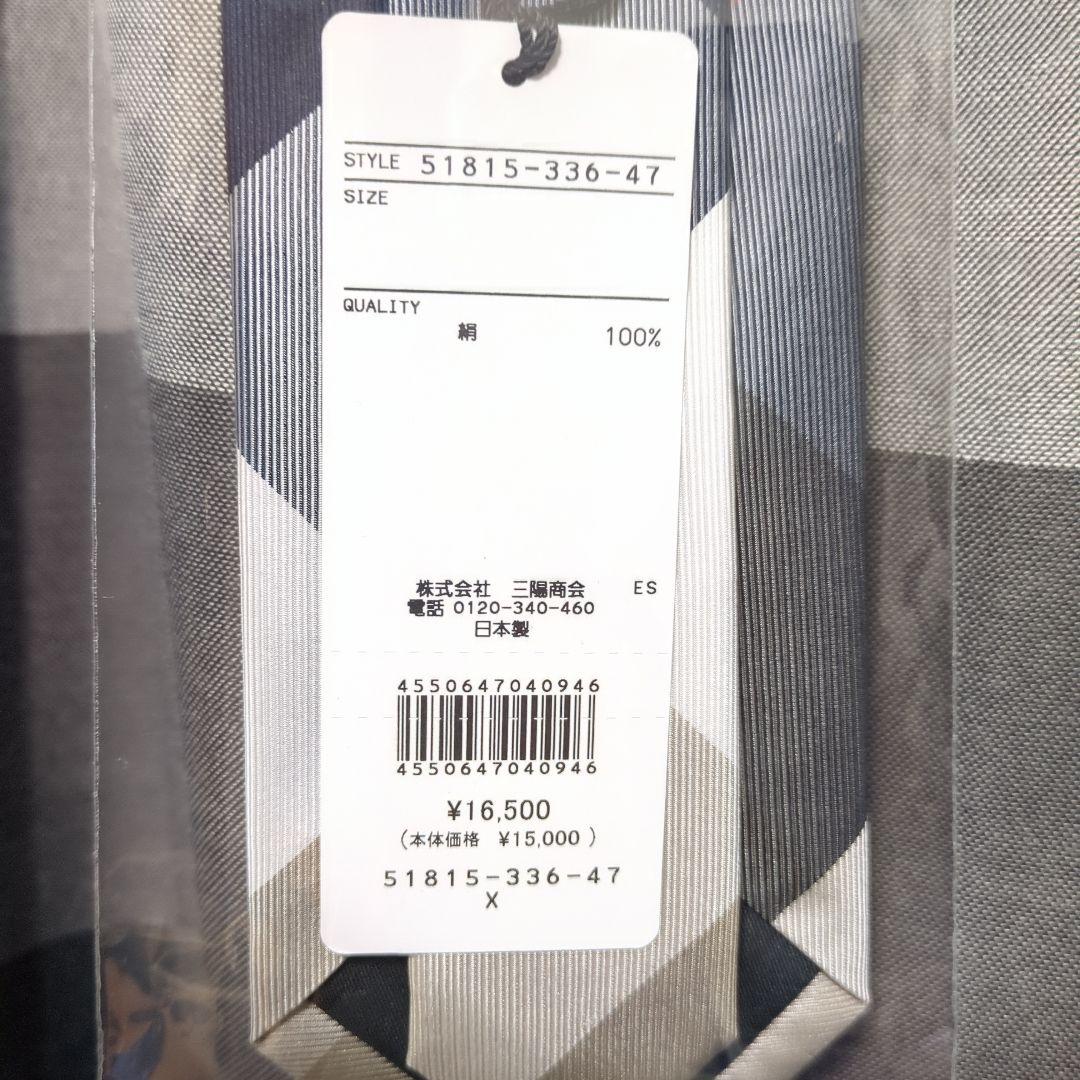 STYLE 51815-336-47
SIZE
QUALITY
絹 100%
株式会社 三陽商会 ES
電話 0120-340-460
日本製
4550647040946
4550647040946
¥16,500
(本体価格 ¥15,000 )
51815-336-47
X